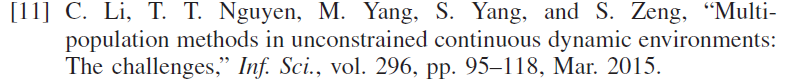 [11] C. Li, T. T. Nguyen, M. Yang, S. Yang, and S. Zeng, “Multi-
population methods in unconstrained continuous dynamic environments:
The challenges,” Inf. Sci., vol. 296, pp. 95–118, Mar. 2015.